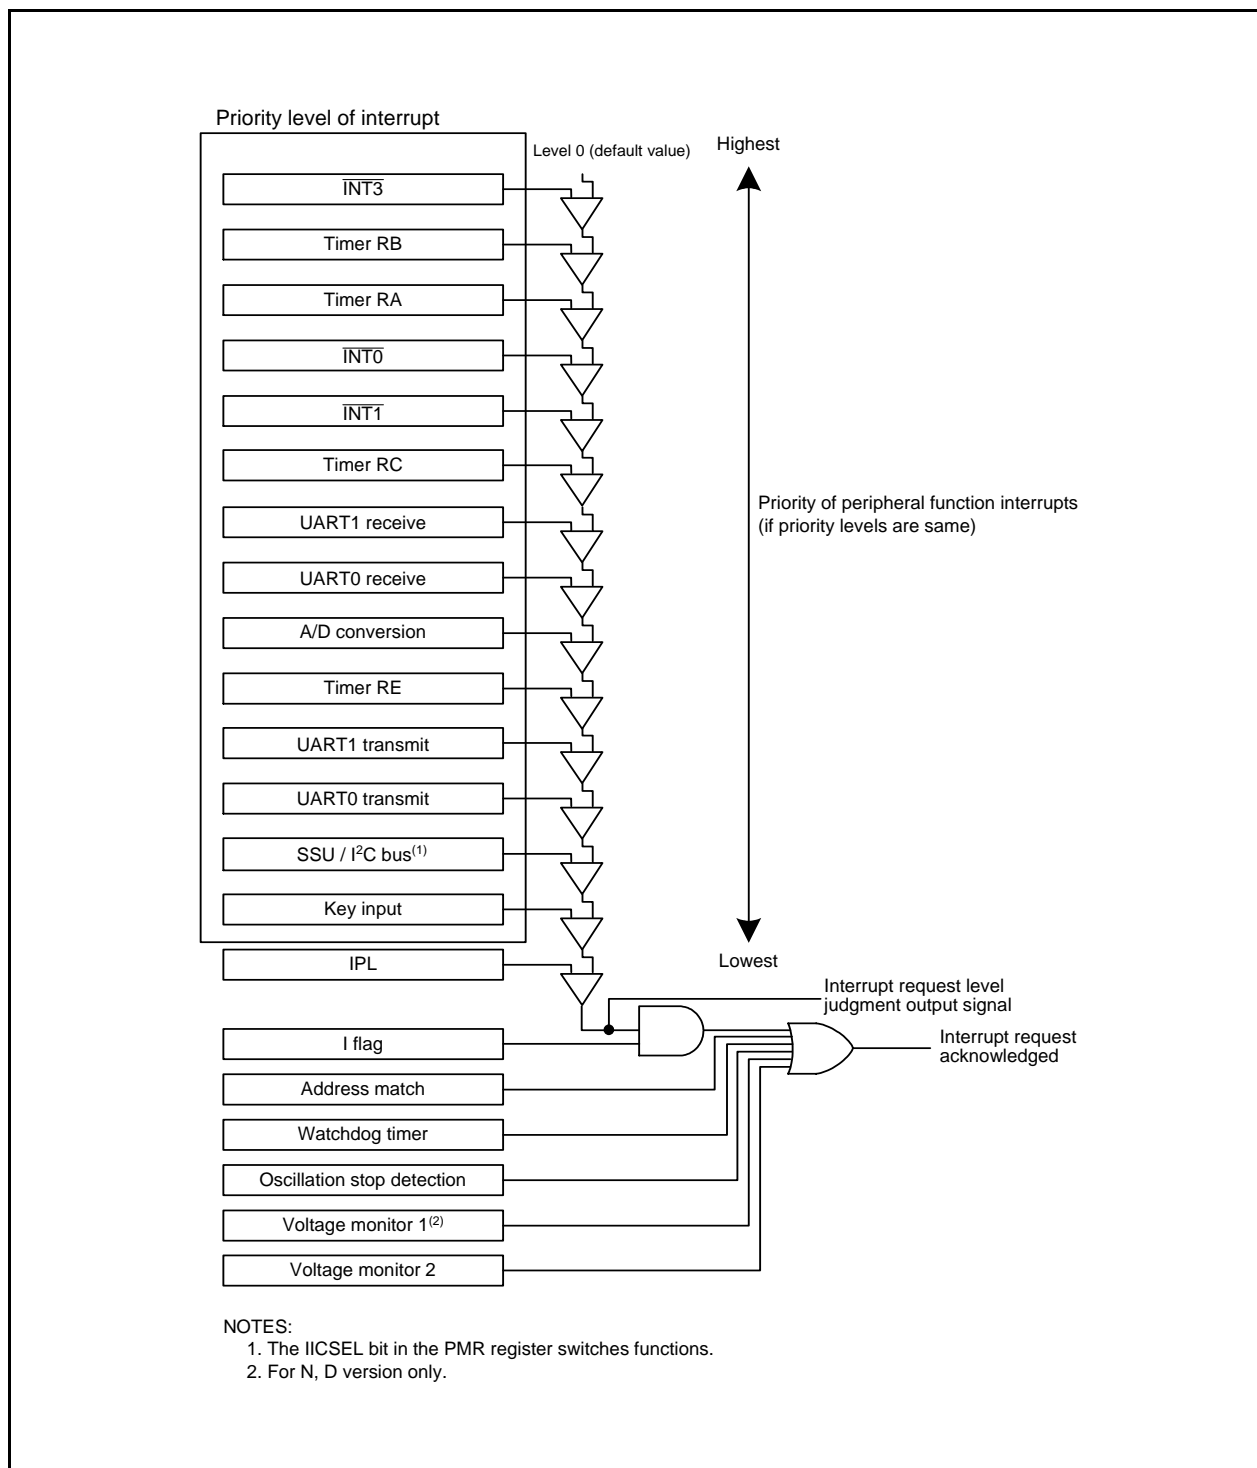 Priority level of interrupt
Level 0 (default value)
Highest
INT3
Timer RB
Timer RA
INT0
INT1
Timer RC
UART1 receive
Priority of peripheral function interrupts
(if priority levels are same)
UART0 receive
A/D conversion
Timer RE
UART1 transmit
UART0 transmit
SSU / I²C bus(1)
Key input
Lowest
IPL
Interrupt request level
judgment output signal
I flag
Interrupt request
acknowledged
Address match
Watchdog timer
Oscillation stop detection
Voltage monitor 1(2)
Voltage monitor 2
NOTES:
1. The IICSEL bit in the PMR register switches functions.
2. For N, D version only.